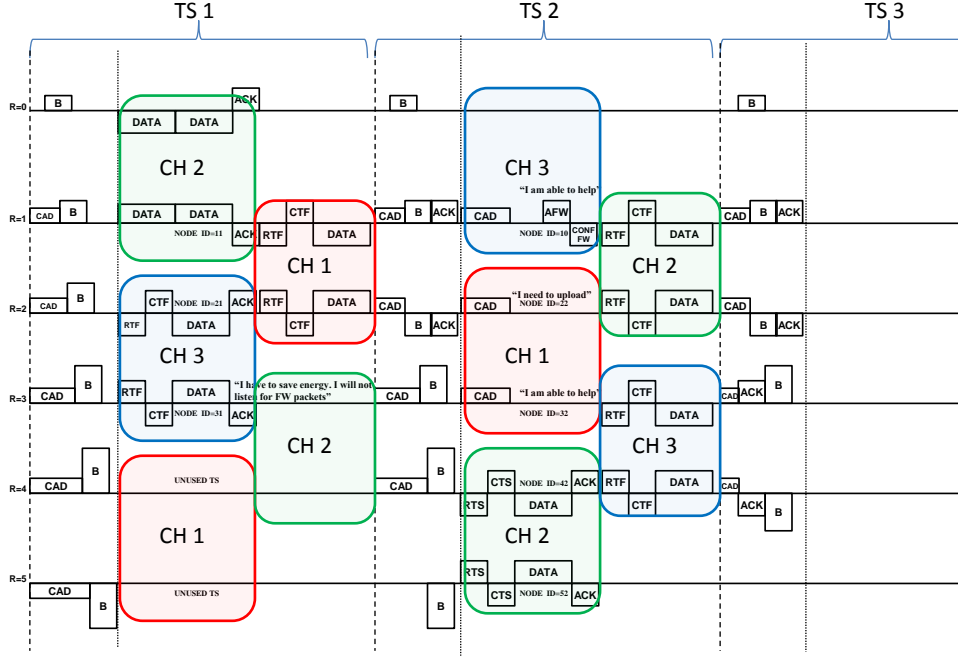 TS 1 TS 2 TS 3
ACK
R=0 B B B
DATA DATA
CH 2 CH 3
"I am able to help"
DATA DATA CTF AFW CTF
R=1 CAD B CAD B ACK CAD CAD B ACK
NODE ID=11 ACK RTF DATA NODE ID=10 CONF FW RTF DATA
CH 1 CH 2
"I need to upload"
B CTF NODE ID=21 ACK RTF DATA RTF DATA
R=2 CAD CAD CAD NODE ID=22 CAD
RTF DATA CTF B ACK CTF B ACK
CH 3 CH 1
"I have to save energy. I will not
listen for FW packets"
"I am able to help"
B RTF DATA B CTF ACK B
R=3 CAD CAD CAD CAD
CTF NODE ID=31 ACK NODE ID=32 RTF DATA
CH 2 CH 3
B UNUSED TS B CTS NODE ID=42 ACK RTF DATA
R=4 CAD CAD CAD
RTS DATA CTF ACK B
CH 1 CH 2
RTS DATA
R=5 CAD B UNUSED TS B CTS NODE ID=52 ACK